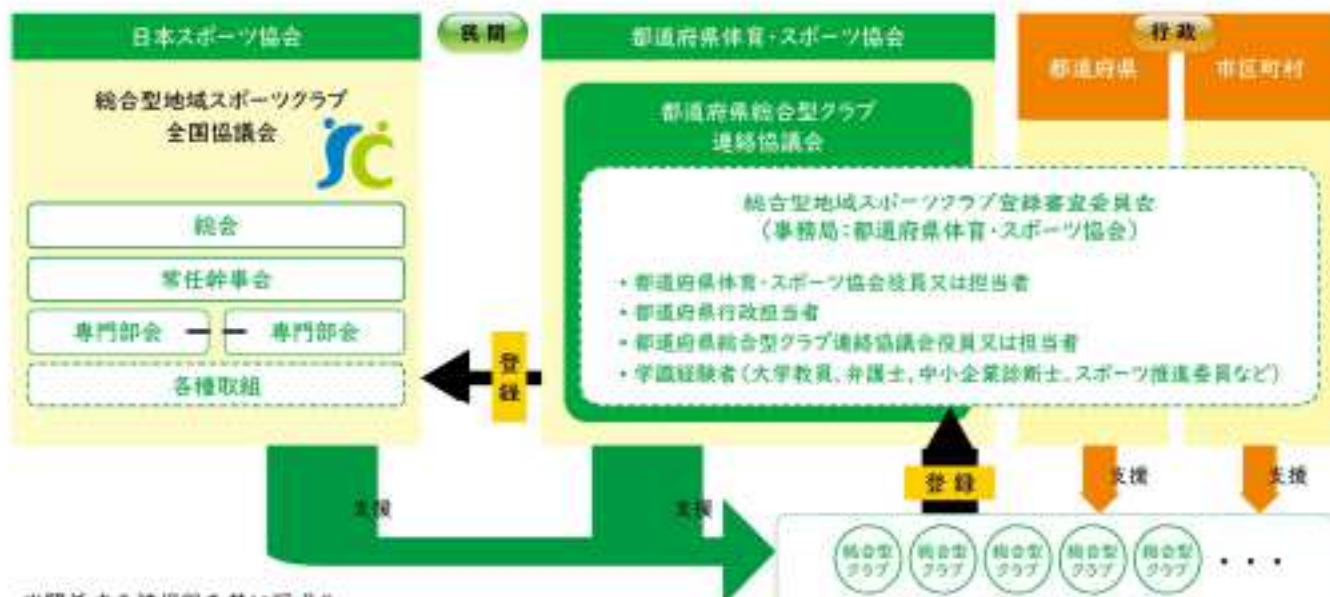 日本スポーツ協会
民間
都道府県体育・スポーツ協会
行政
都道府県
市区町村
総合型地域スポーツクラブ
全国協議会
都道府県総合型クラブ
連絡協議会
総会
常任幹事会
専門部会
専門部会
各種取組
登録
総合型地域スポーツクラブ登録審査委員会
(事務局:都道府県体育・スポーツ協会)
・都道府県体育・スポーツ協会役員又は担当者
・都道府県行政担当者
・都道府県総合型クラブ連絡協議会役員又は担当者
・学識経験者(大学教員、弁護士、中小企業診断士、スポーツ推進委員など)
支援
支援
登録
支援
支援
総合型
クラブ
総合型
クラブ
総合型
クラブ
総合型
クラブ
総合型
クラブ
・・・